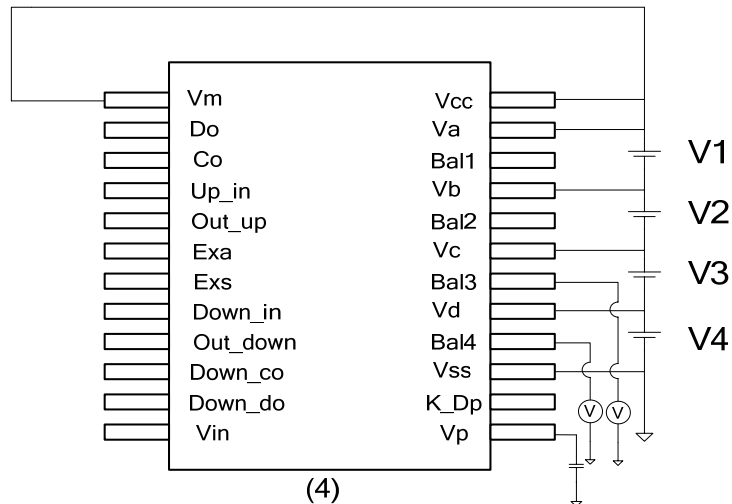 Vm Vcc
Do Va
V1
Co Bal1
Up_in Vb
V2
Out_up Bal2
Exa Vc
V3
Exs Bal3
Down_in Vd
V4
Out_down Bal4
Down_co Vss
Down_do K_Dp
V V
Vin Vp
(4)